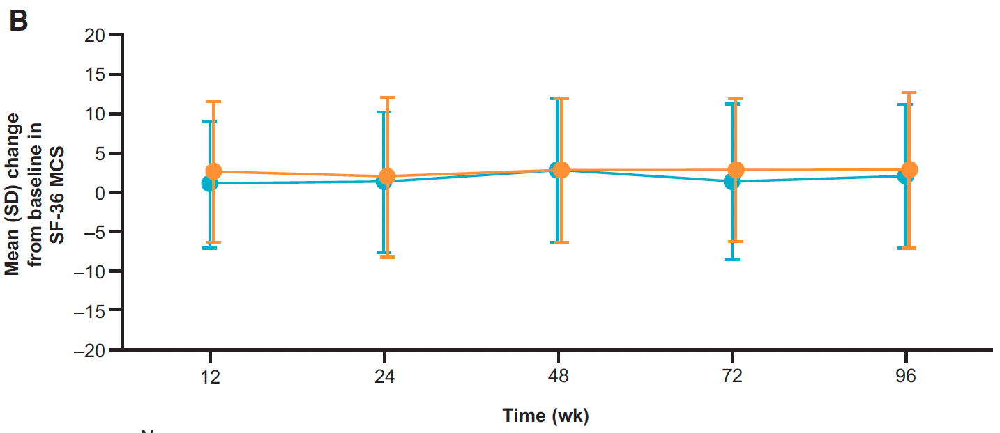 B
Mean (SD) change
from baseline in
SF-36 MCS
20
15
10
5
0
–5
–10
–15
–20
12 24 48 72 96
Time (wk)